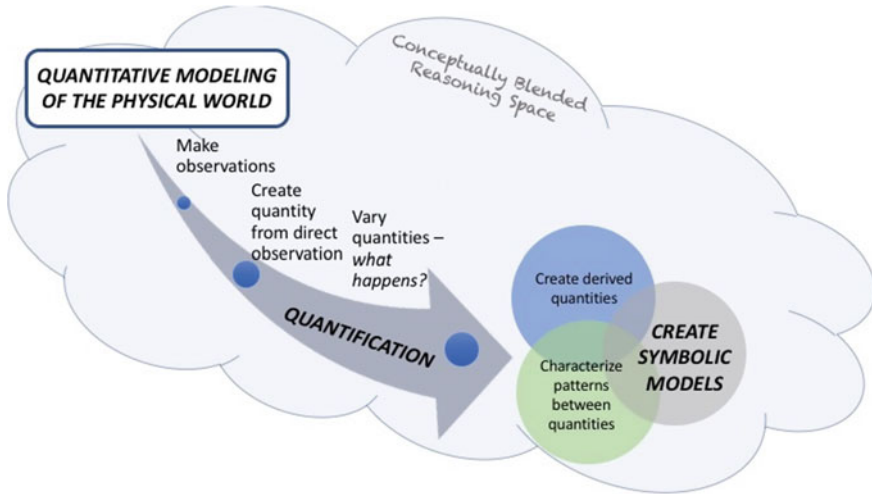 QUANTITATIVE MODELING
OF THE PHYSICAL WORLD
Conceptually Blended
Reasoning Space
Make
observations
Create
quantity
from direct
observation
Vary
quantities –
what
happens?
QUANTIFICATION
Create derived
quantities
Characterize
patterns
between
quantities
CREATE
SYMBOLIC
MODELS